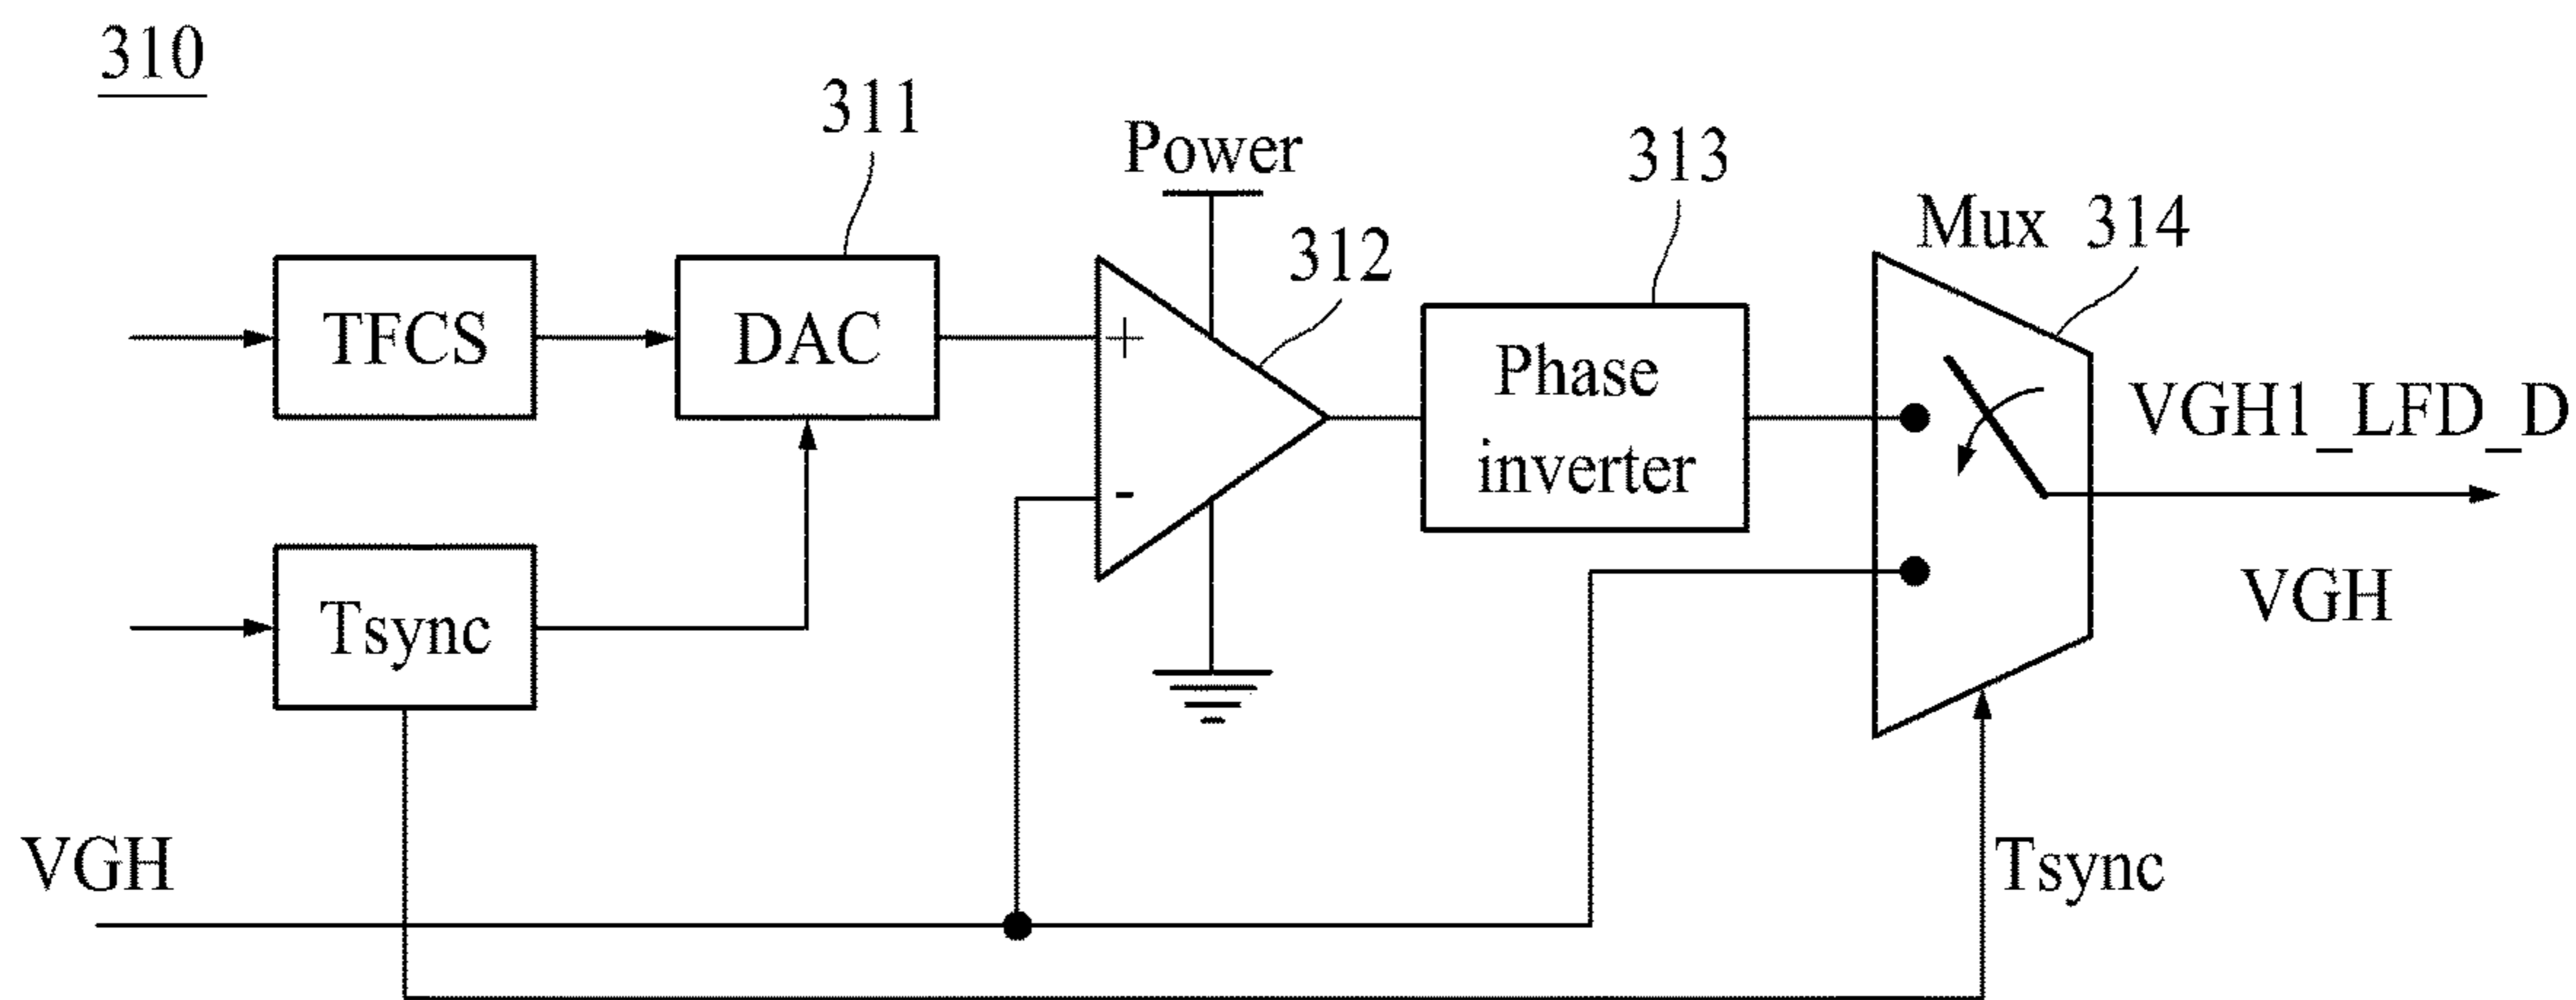 310
311
Power
313
Mux 314
312
TFCS
DAC
+
-
Phase
inverter
VGH1_LFD_D
VGH
Tsync
VGH
Tsync